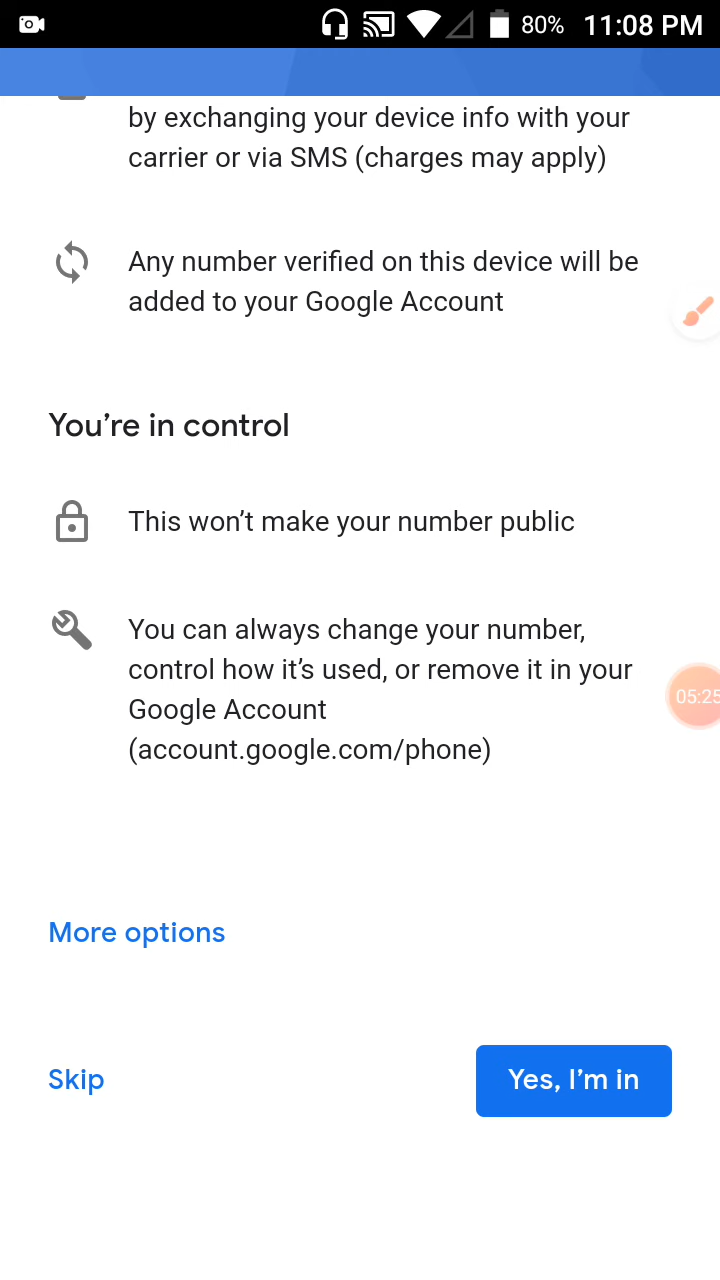 80% 11:08 PM
by exchanging your device info with your
carrier or via SMS (charges may apply)
Any number verified on this device will be
added to your Google Account
You’re in control
This won’t make your number public
You can always change your number,
control how it’s used, or remove it in your
Google Account
(account.google.com/phone)
05:25
More options
Skip
Yes, I’m in